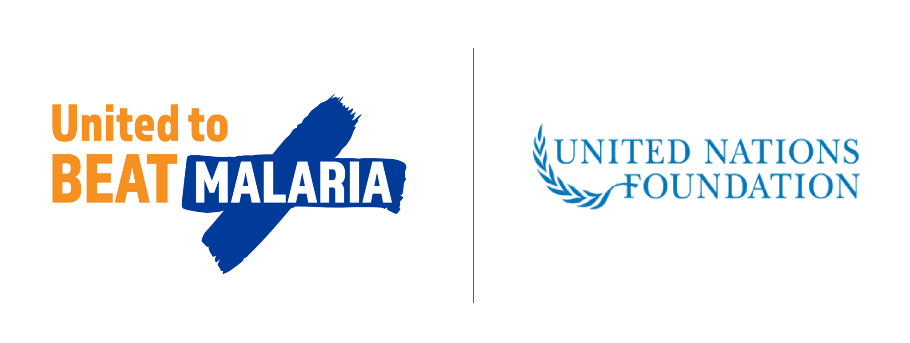 United to
BEAT MALARIA
UNITED NATIONS
FOUNDATION